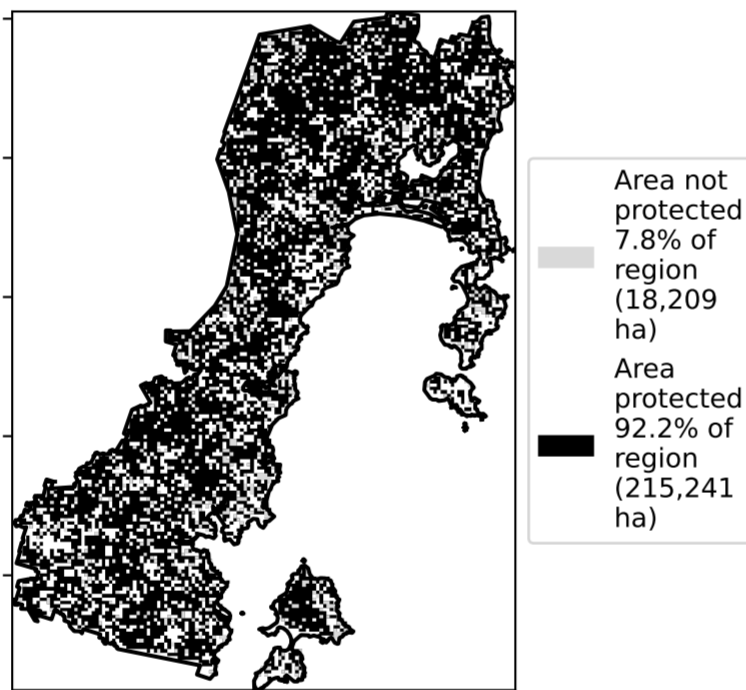 Area not
protected
7.8% of
region
(18,209
ha)
Area
protected
92.2% of
region
(215,241
ha)